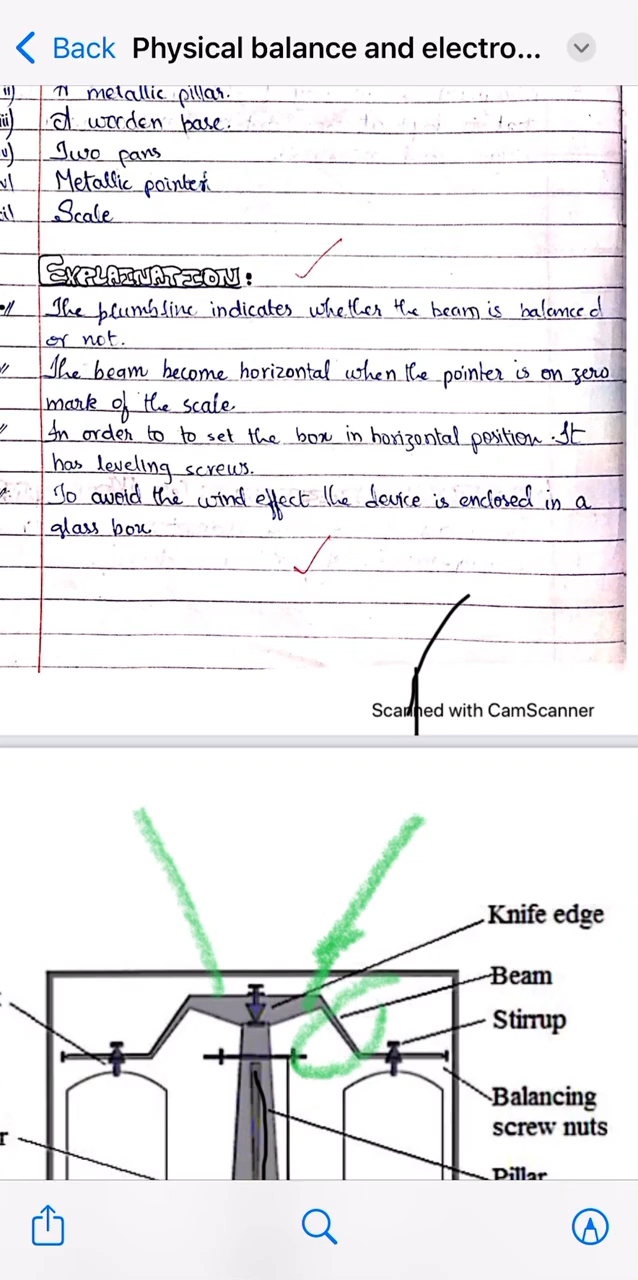 Back Physical balance and electro...
ii) A metallic pillar.
iii) A wooden base.
Two pans
Metallic pointer
Scale
EXPLAINATION:
The plumbline indicates whether the beam is balanced
or not.
The beam become horizontal when the pointer is on zero
mark of the scale.
In order to to set the box in horizontal position. It
has leveling screws.
To avoid the wind effect the device is enclosed in a
glass box
Scanned with CamScanner
Knife edge
Beam
Stirrup
Balancing
screw nuts
Pillar